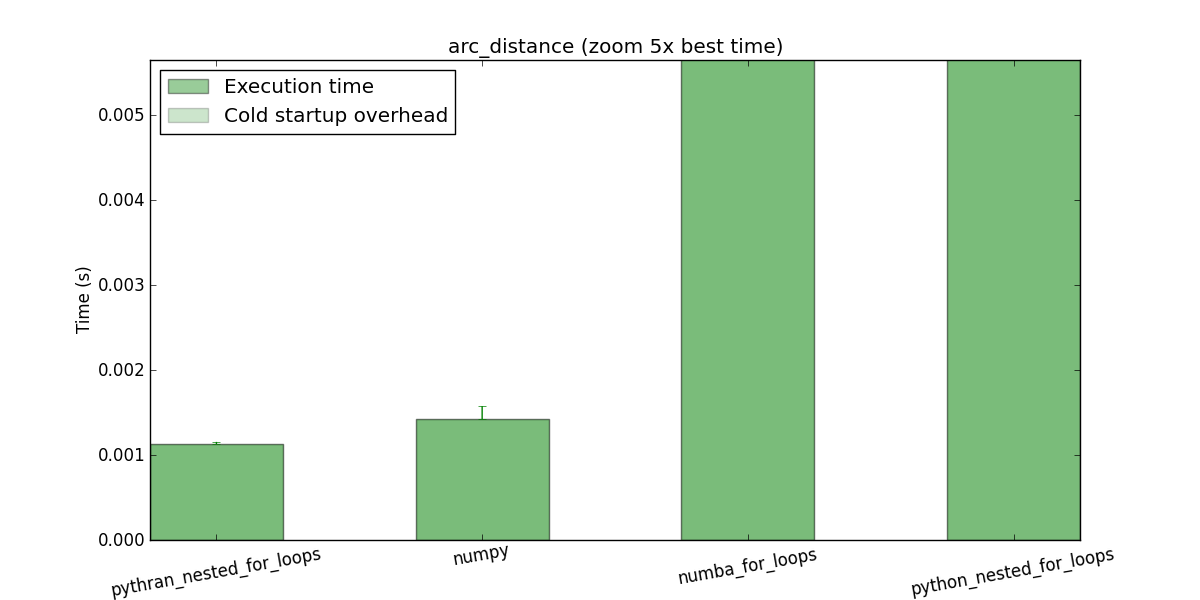 arc_distance (zoom 5x best time)
Execution time
Cold startup overhead
0.005
0.004
0.003
0.002
0.001
0.000
Time (s)
pythran_nested_for_loops
numpy
numba_for_loops
python_nested_for_loops